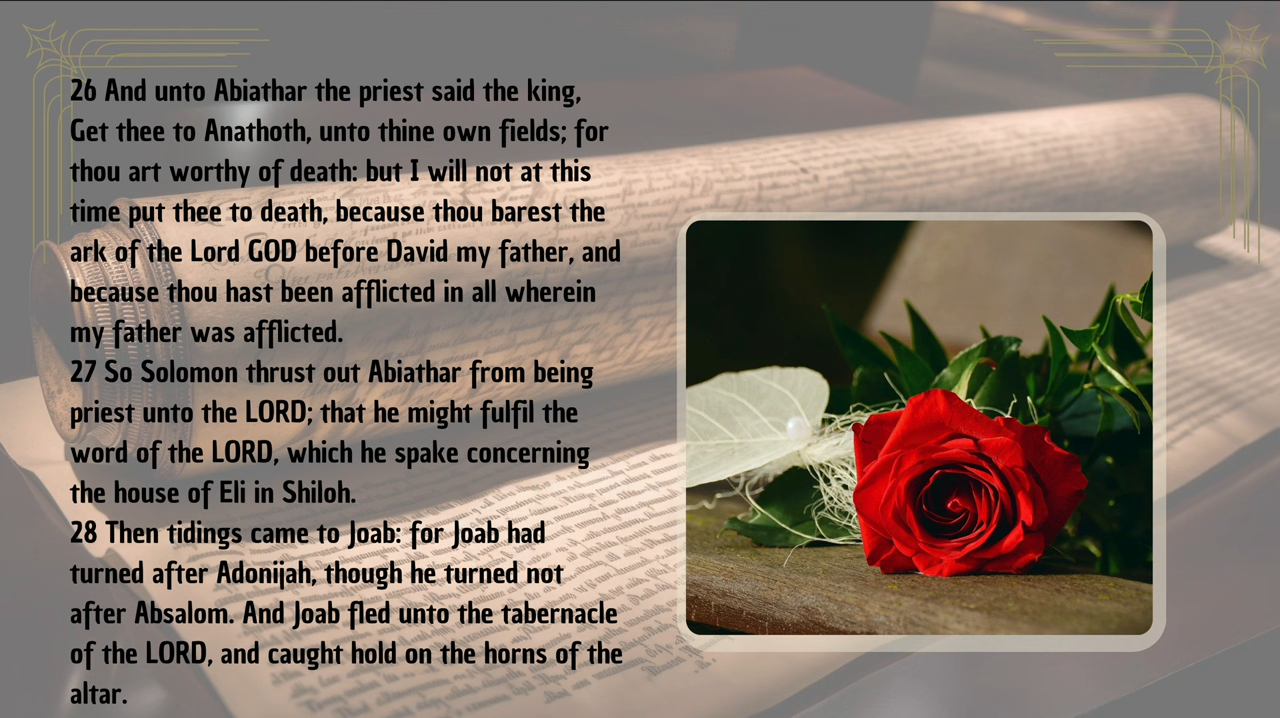 26 And unto Abiathar the priest said the king,
Get thee to Anathoth, unto thine own fields; for
thou art worthy of death: but I will not at this
time put thee to death, because thou barest the
ark of the Lord GOD before David my father, and
because thou hast been afflicted in all wherein
my father was afflicted.
27 So Solomon thrust out Abiathar from being
priest unto the LORD; that he might fulfil the
word of the LORD, which he spake concerning
the house of Eli in Shiloh.
28 Then tidings came to Joab: for Joab had
turned after Adonijah, though he turned not
after Absalom. And Joab fled unto the tabernacle
of the LORD, and caught hold on the horns of the
altar.